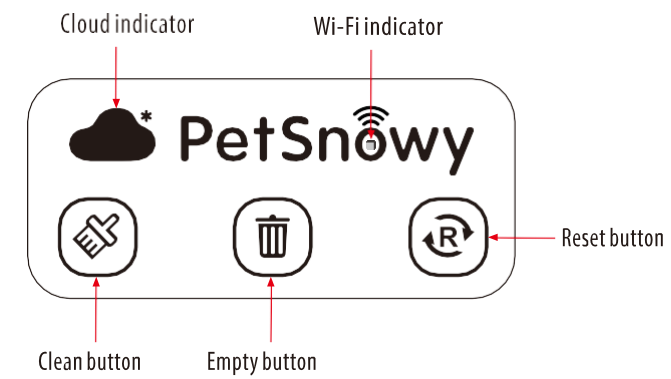 Cloud indicator
Wi-Fi indicator
PetSnowy
R
Reset button
Clean button
Empty button